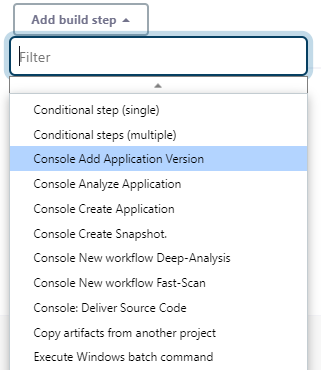 Add build step
Filter
Conditional step (single)
Conditional steps (multiple)
Console Add Application Version
Console Analyze Application
Console Create Application
Console Create Snapshot.
Console New workflow Deep-Analysis
Console New workflow Fast-Scan
Console: Deliver Source Code
Copy artifacts from another project
Execute Windows batch command